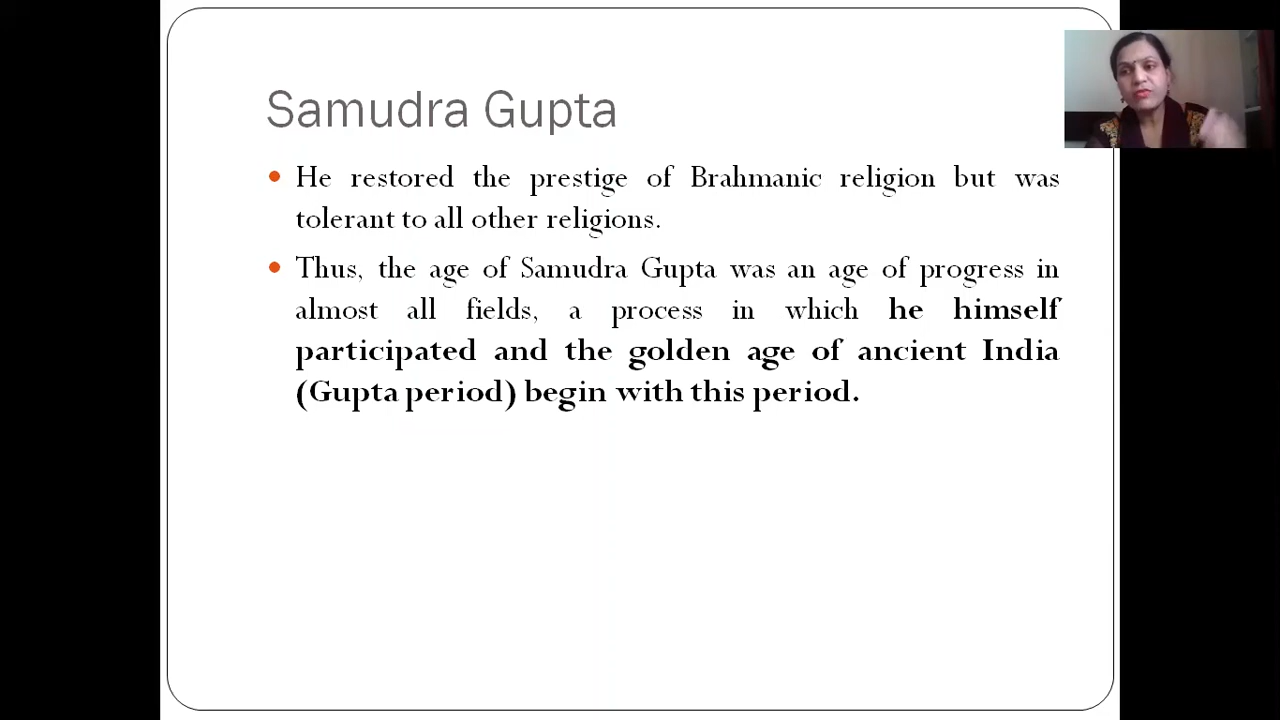 Samudra Gupta
He restored the prestige of Brahmanic religion but was
tolerant to all other religions.
Thus, the age of Samudra Gupta was an age of progress in
almost all fields, a process in which he himself
participated and the golden age of ancient India
(Gupta period) begin with this period.